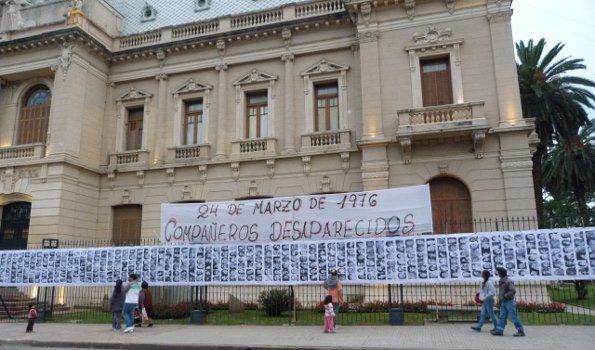 24 DE MARZO DE 1976
COMPAÑEROS DESAPARECIDOS